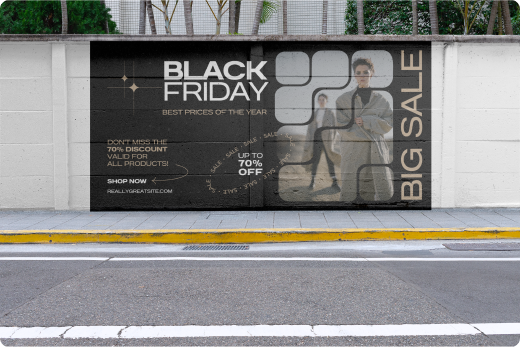 BLACK
FRIDAY
BEST PRICES OF THE YEAR
DON'T MISS THE
70% DISCOUNT
VALID FOR
ALL PRODUCTS!
SHOP NOW
REALLYGREATSITE.COM
UP TO
70%
OFF
SALE · SALE · SALE · SALE · SALE · SALE
BIG SALE